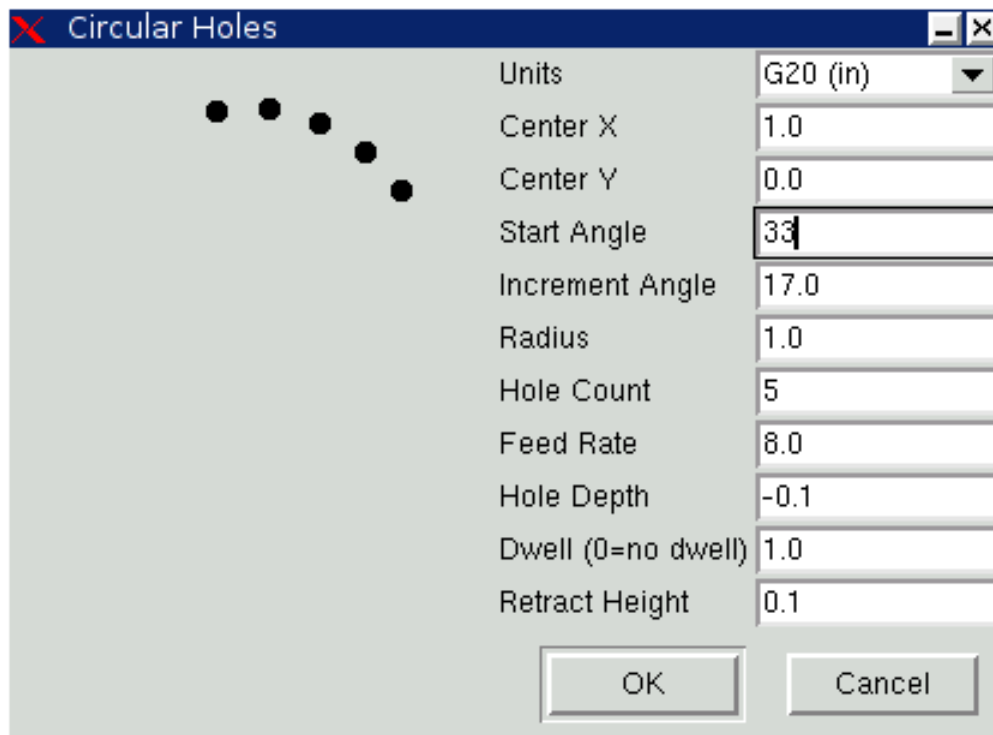 Circular Holes
Units G20 (in)
Center X 1.0
Center Y 0.0
Start Angle 33
Increment Angle 17.0
Radius 1.0
Hole Count 5
Feed Rate 8.0
Hole Depth -0.1
Dwell (0=no dwell) 1.0
Retract Height 0.1
OK Cancel